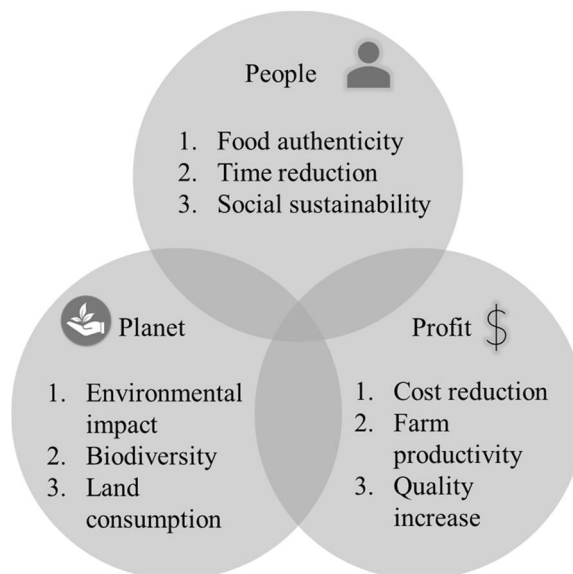 People
1. Food authenticity
2. Time reduction
3. Social sustainability
Planet
1. Environmental
impact
2. Biodiversity
3. Land
consumption
Profit $
1. Cost reduction
2. Farm
productivity
3. Quality
increase